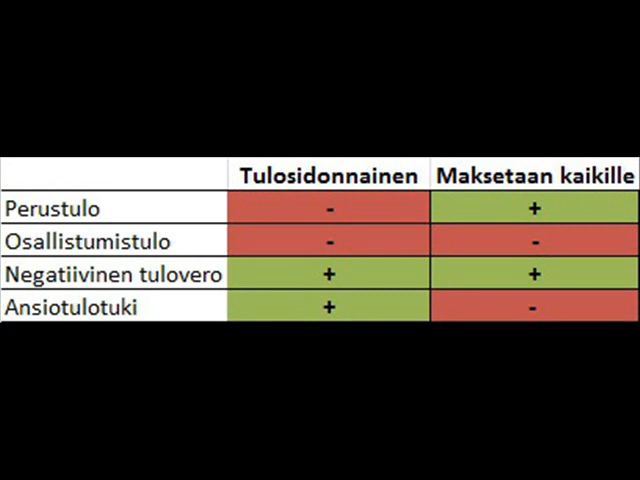 Tulosidonnainen Maksetaan kaikille
Perustulo - +
Osallistumistulo - -
Negatiivinen tulovero + +
Ansiotulotuki + -